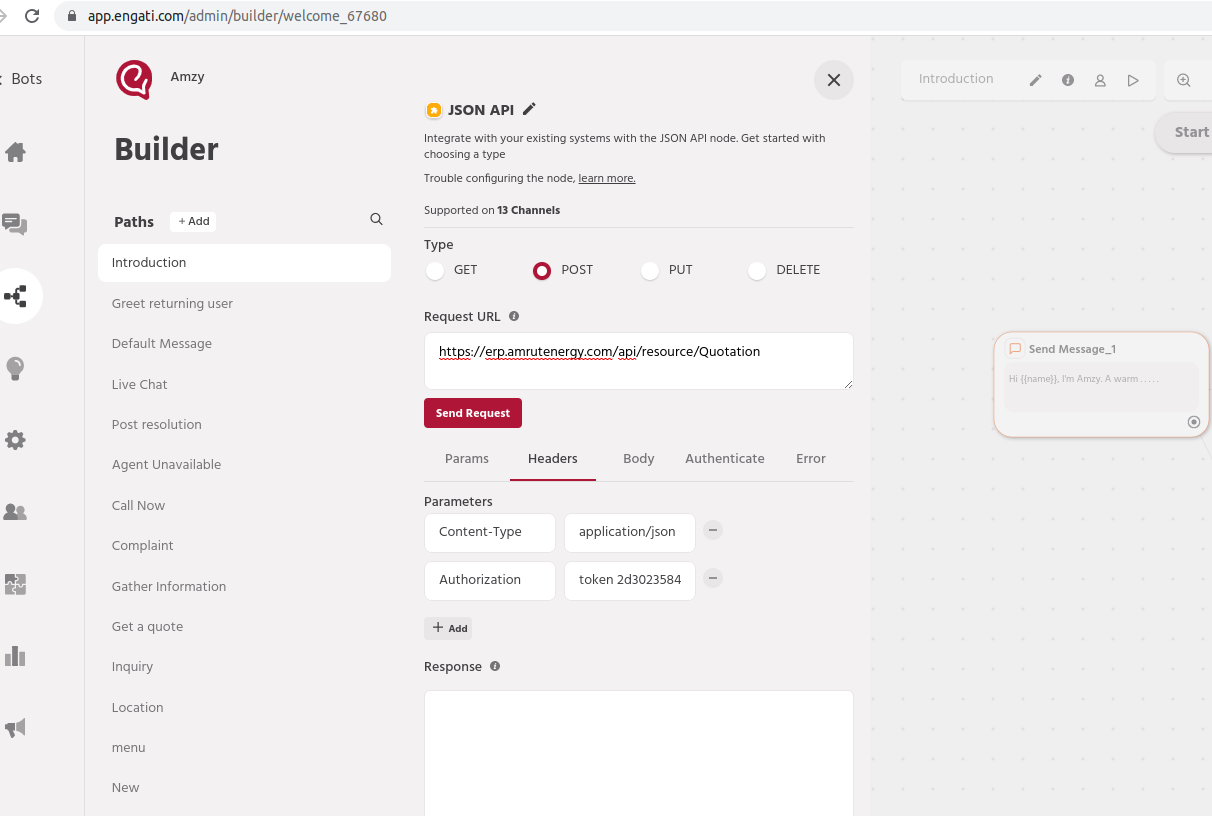 app.engati.com/admin/builder/welcome_67680
Bots
Amzy
Builder
Paths
+ Add
Introduction
Greet returning user
Default Message
Live Chat
Post resolution
Agent Unavailable
Call Now
Complaint
Gather Information
Get a quote
Inquiry
Location
menu
New
JSON API
Integrate with your existing systems with the JSON API node. Get started with
choosing a type
Trouble configuring the node, learn more.
Supported on 13 Channels
Type
GET POST PUT DELETE
Request URL
https://erp.amrutenergy.com/api/resource/Quotation
Send Request
Params Headers Body Authenticate Error
Parameters
Content-Type application/json
Authorization token 2d3023584
+ Add
Response
Introduction
Start
Send Message_1
Hi {{name}}, I'm Amzy. A warm . . . . .